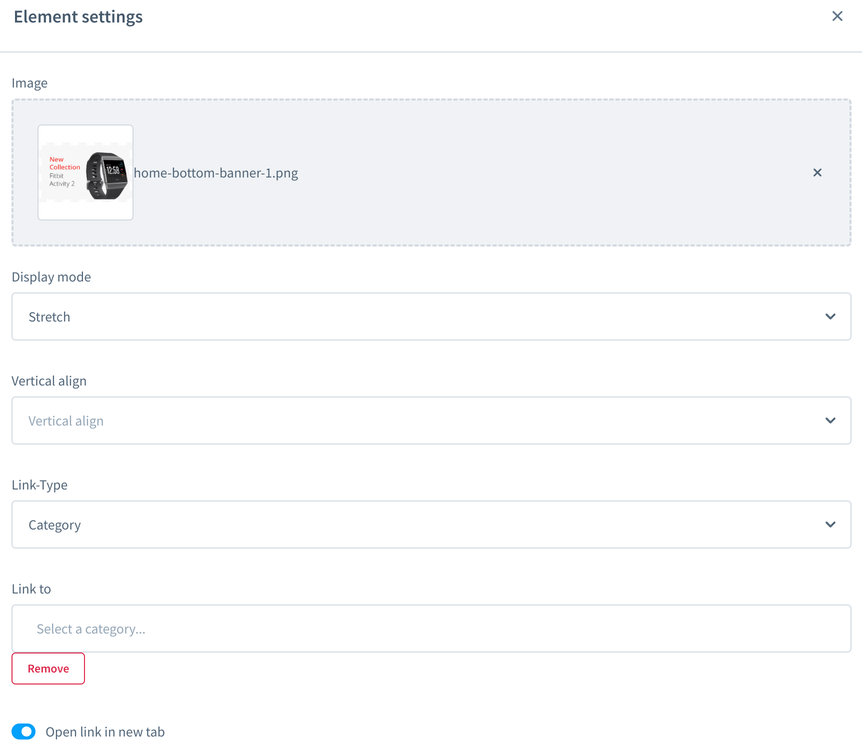 Element settings
Image
New
Collection
Fitbit
Activity 2
12:58
home-bottom-banner-1.png
Display mode
Stretch
Vertical align
Vertical align
Link-Type
Category
Link to
Select a category...
Remove
Open link in new tab